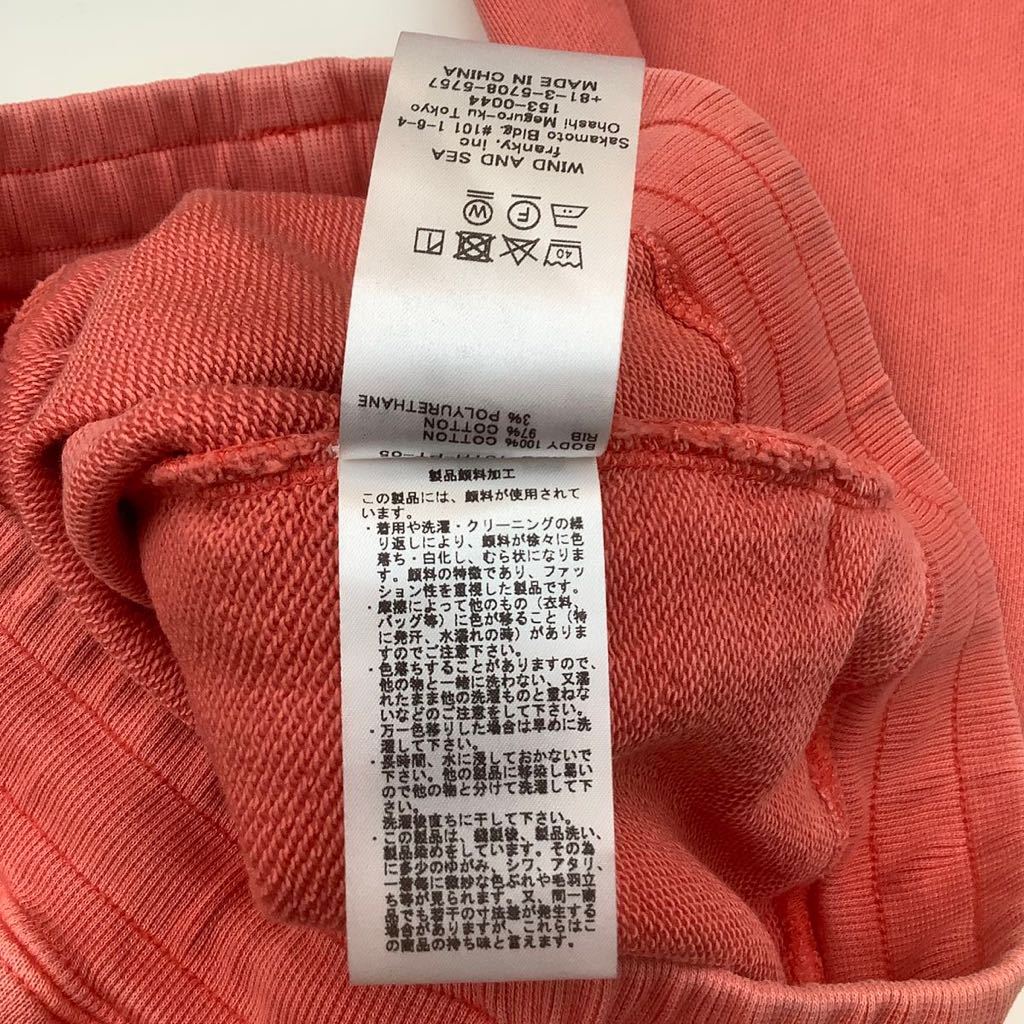 WIND AND SEA
franky. inc
Sakamoto Bldg. #101 1-6-4
Ohashi Meguro-ku Tokyo
153-0044
+81-3-5708-5757
MADE IN CHINA
40
F
W
BODY 100% COTTON
RIB
97% COTTON
3% POLYURETHANE
製品顔料加工
この製品には、顔料が使用されて
います。
・着用や洗濯・クリーニングの繰
り返しにより、顔料が徐々に色
落ち・白化し、むら状になりま
す。顔料の特徴であり、ファッ
ション性を重視した製品です。
・摩擦によって他のもの（衣料、
バッグ等）に色が移ること（特
に発汗、水濡れの時）がありま
すのでご注意下さい。
・色落ちすることがありますので、
他の物と一緒に洗わない、又濡
れたまま他の洗濯ものと重ねな
いなどのご注意をして下さい。
・万一色移りした場合は早めに洗
濯して下さい。
・長時間、水に浸しておかないで
下さい。他の製品に移染し易い
ので他の物と分けて洗濯して下
さい。
洗濯後直ちに干して下さい。
・この製品は、縫製後、製品洗い、
製品染めをしています。その為
に多少のゆがみ、シワ、アタリ、
一着毎に微妙な色ぶれや毛羽立
ち等が見られます。又、同一商
品でも若干の寸法差が発生する
場合がありますが、これらはこ
の商品の持ち味と言えます。